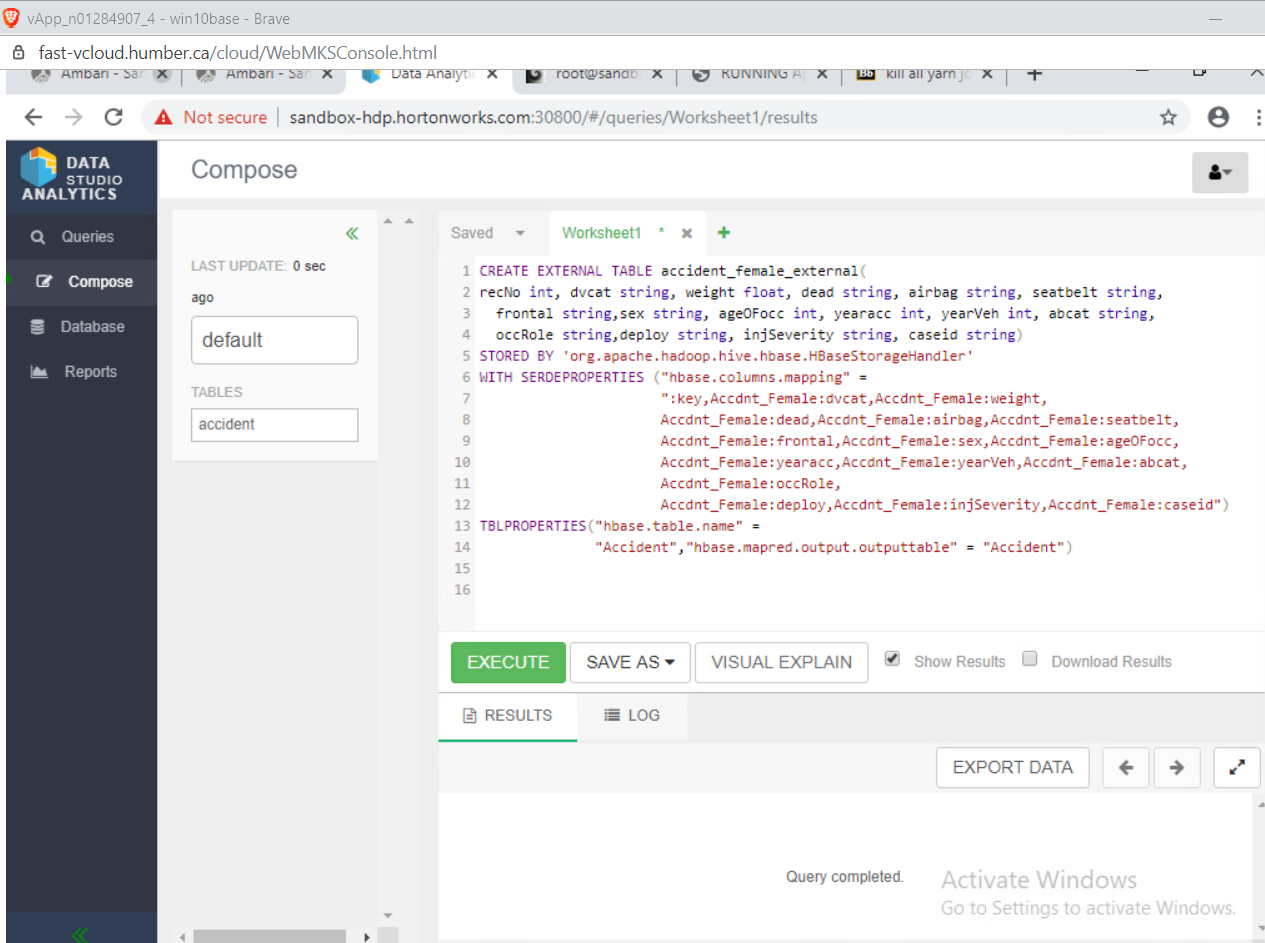 vApp_n01284907_4 - win10base - Brave
fast-vcloud.humber.ca/cloud/WebMKSConsole.html
Ambari - San
Ambari - San
Data Analytic
root@sandb
RUNNING Ap
Bb kill all yarn jo
Not secure
sandbox-hdp.hortonworks.com:30800/#/queries/Worksheet1/results
DATA
STUDIO
ANALYTICS
Compose
Queries
Compose
Database
Reports
LAST UPDATE: 0 sec
ago
default
TABLES
accident
Saved
Worksheet1 *
1 CREATE EXTERNAL TABLE accident_female_external(
2 recNo int, dvcat string, weight float, dead string, airbag string, seatbelt string,
3 frontal string,sex string, ageOFocc int, yearacc int, yearVeh int, abcat string,
4 occRole string,deploy string, injSeverity string, caseid string)
5 STORED BY 'org.apache.hadoop.hive.hbase.HBaseStorageHandler'
6 WITH SERDEPROPERTIES ("hbase.columns.mapping" =
7 ":key,Accdnt_Female:dvcat,Accdnt_Female:weight,
8 Accdnt_Female:dead,Accdnt_Female:airbag,Accdnt_Female:seatbelt,
9 Accdnt_Female:frontal,Accdnt_Female:sex,Accdnt_Female:ageOFocc,
10 Accdnt_Female:yearacc,Accdnt_Female:yearVeh,Accdnt_Female:abcat,
11 Accdnt_Female:occRole,
12 Accdnt_Female:deploy,Accdnt_Female:injSeverity,Accdnt_Female:caseid")
13 TBLPROPERTIES("hbase.table.name" =
14 "Accident","hbase.mapred.output.outputtable" = "Accident")
15
16
EXECUTE
SAVE AS
VISUAL EXPLAIN
Show Results
Download Results
RESULTS
LOG
EXPORT DATA
Query completed.
Activate Windows
Go to Settings to activate Windows.